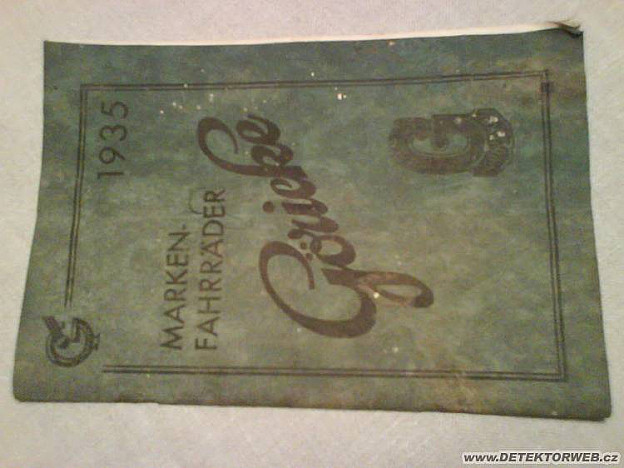 1935
MARKEN-
FAHRRÄDER
Göricke
G
www.DETEKTORWEB.cz